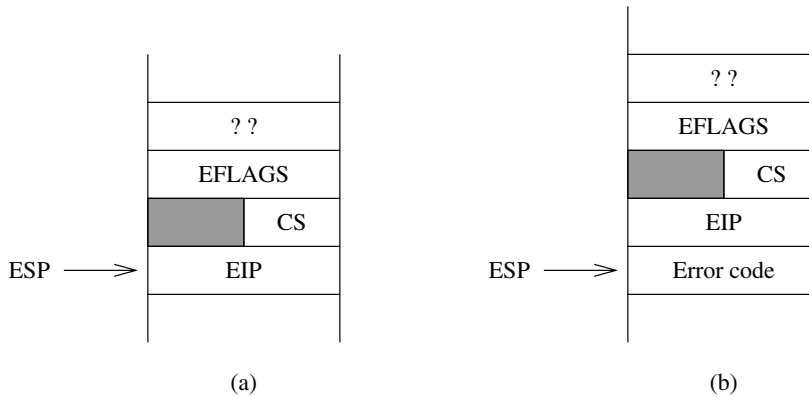 ? ?
EFLAGS
CS
ESP
EIP
(a)
? ?
EFLAGS
CS
EIP
ESP
Error code
(b)